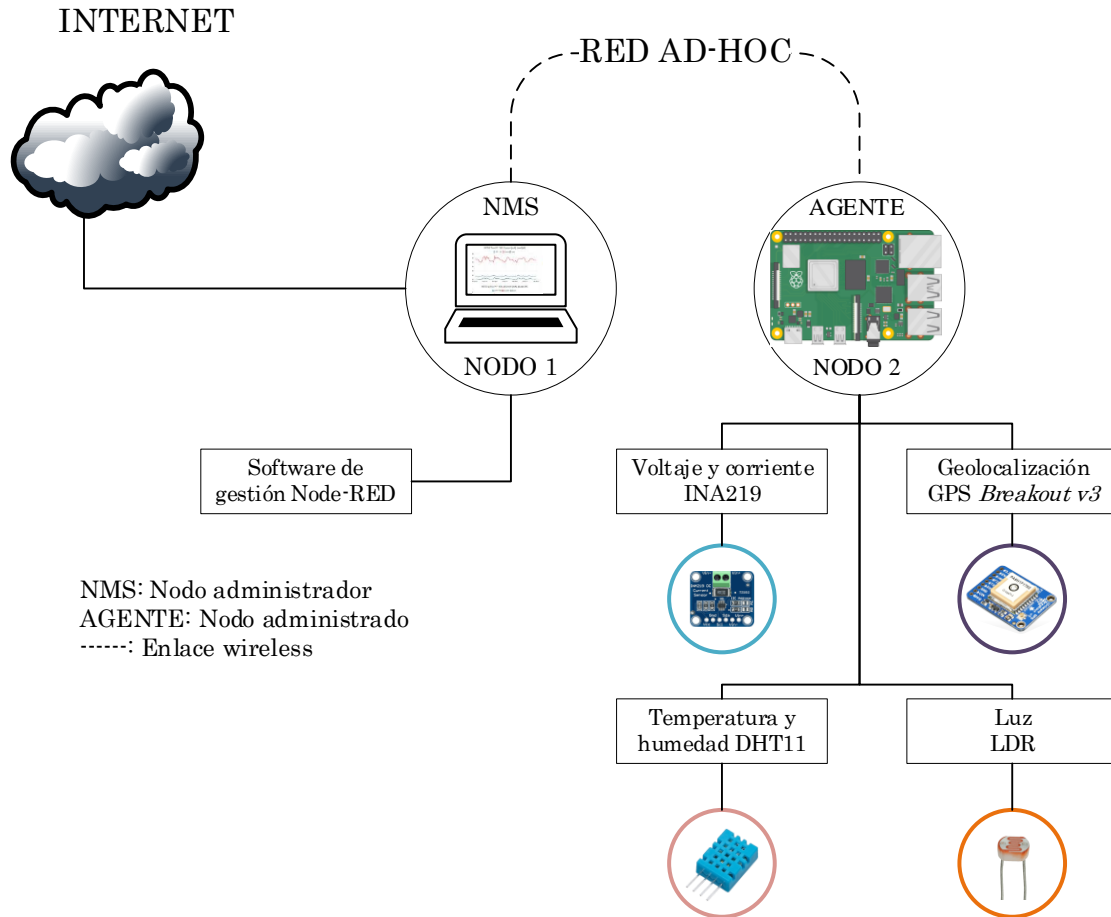 INTERNET
-RED AD-HOC
NMS
NODO 1
AGENTE
NODO 2
Software de
gestión Node-RED
Voltaje y corriente
INA219
Geolocalización
GPS Breakout v3
NMS: Nodo administrador
AGENTE: Nodo administrado
------: Enlace wireless
Temperatura y
humedad DHT11
Luz
LDR